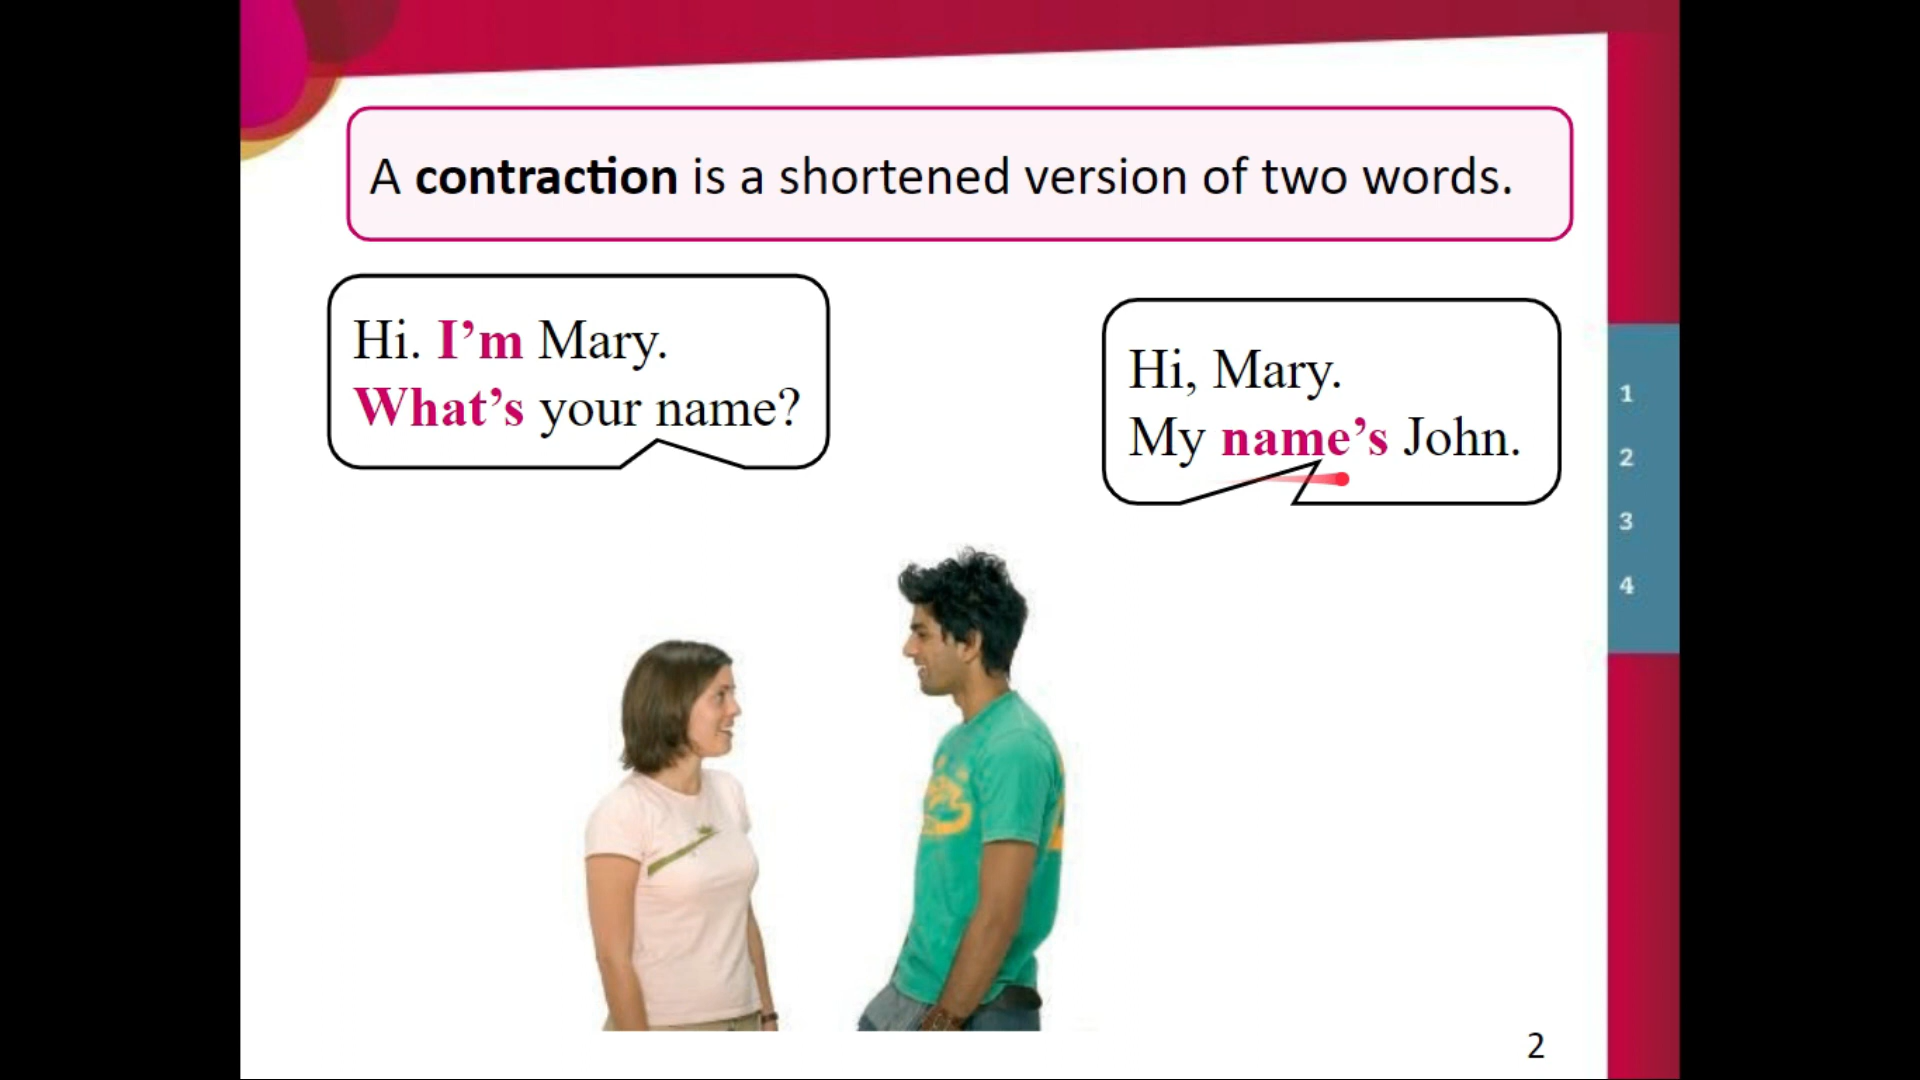 A contraction is a shortened version of two words.
Hi. I’m Mary.
What’s your name?
Hi, Mary.
My name’s John.
1
2
3
4
2